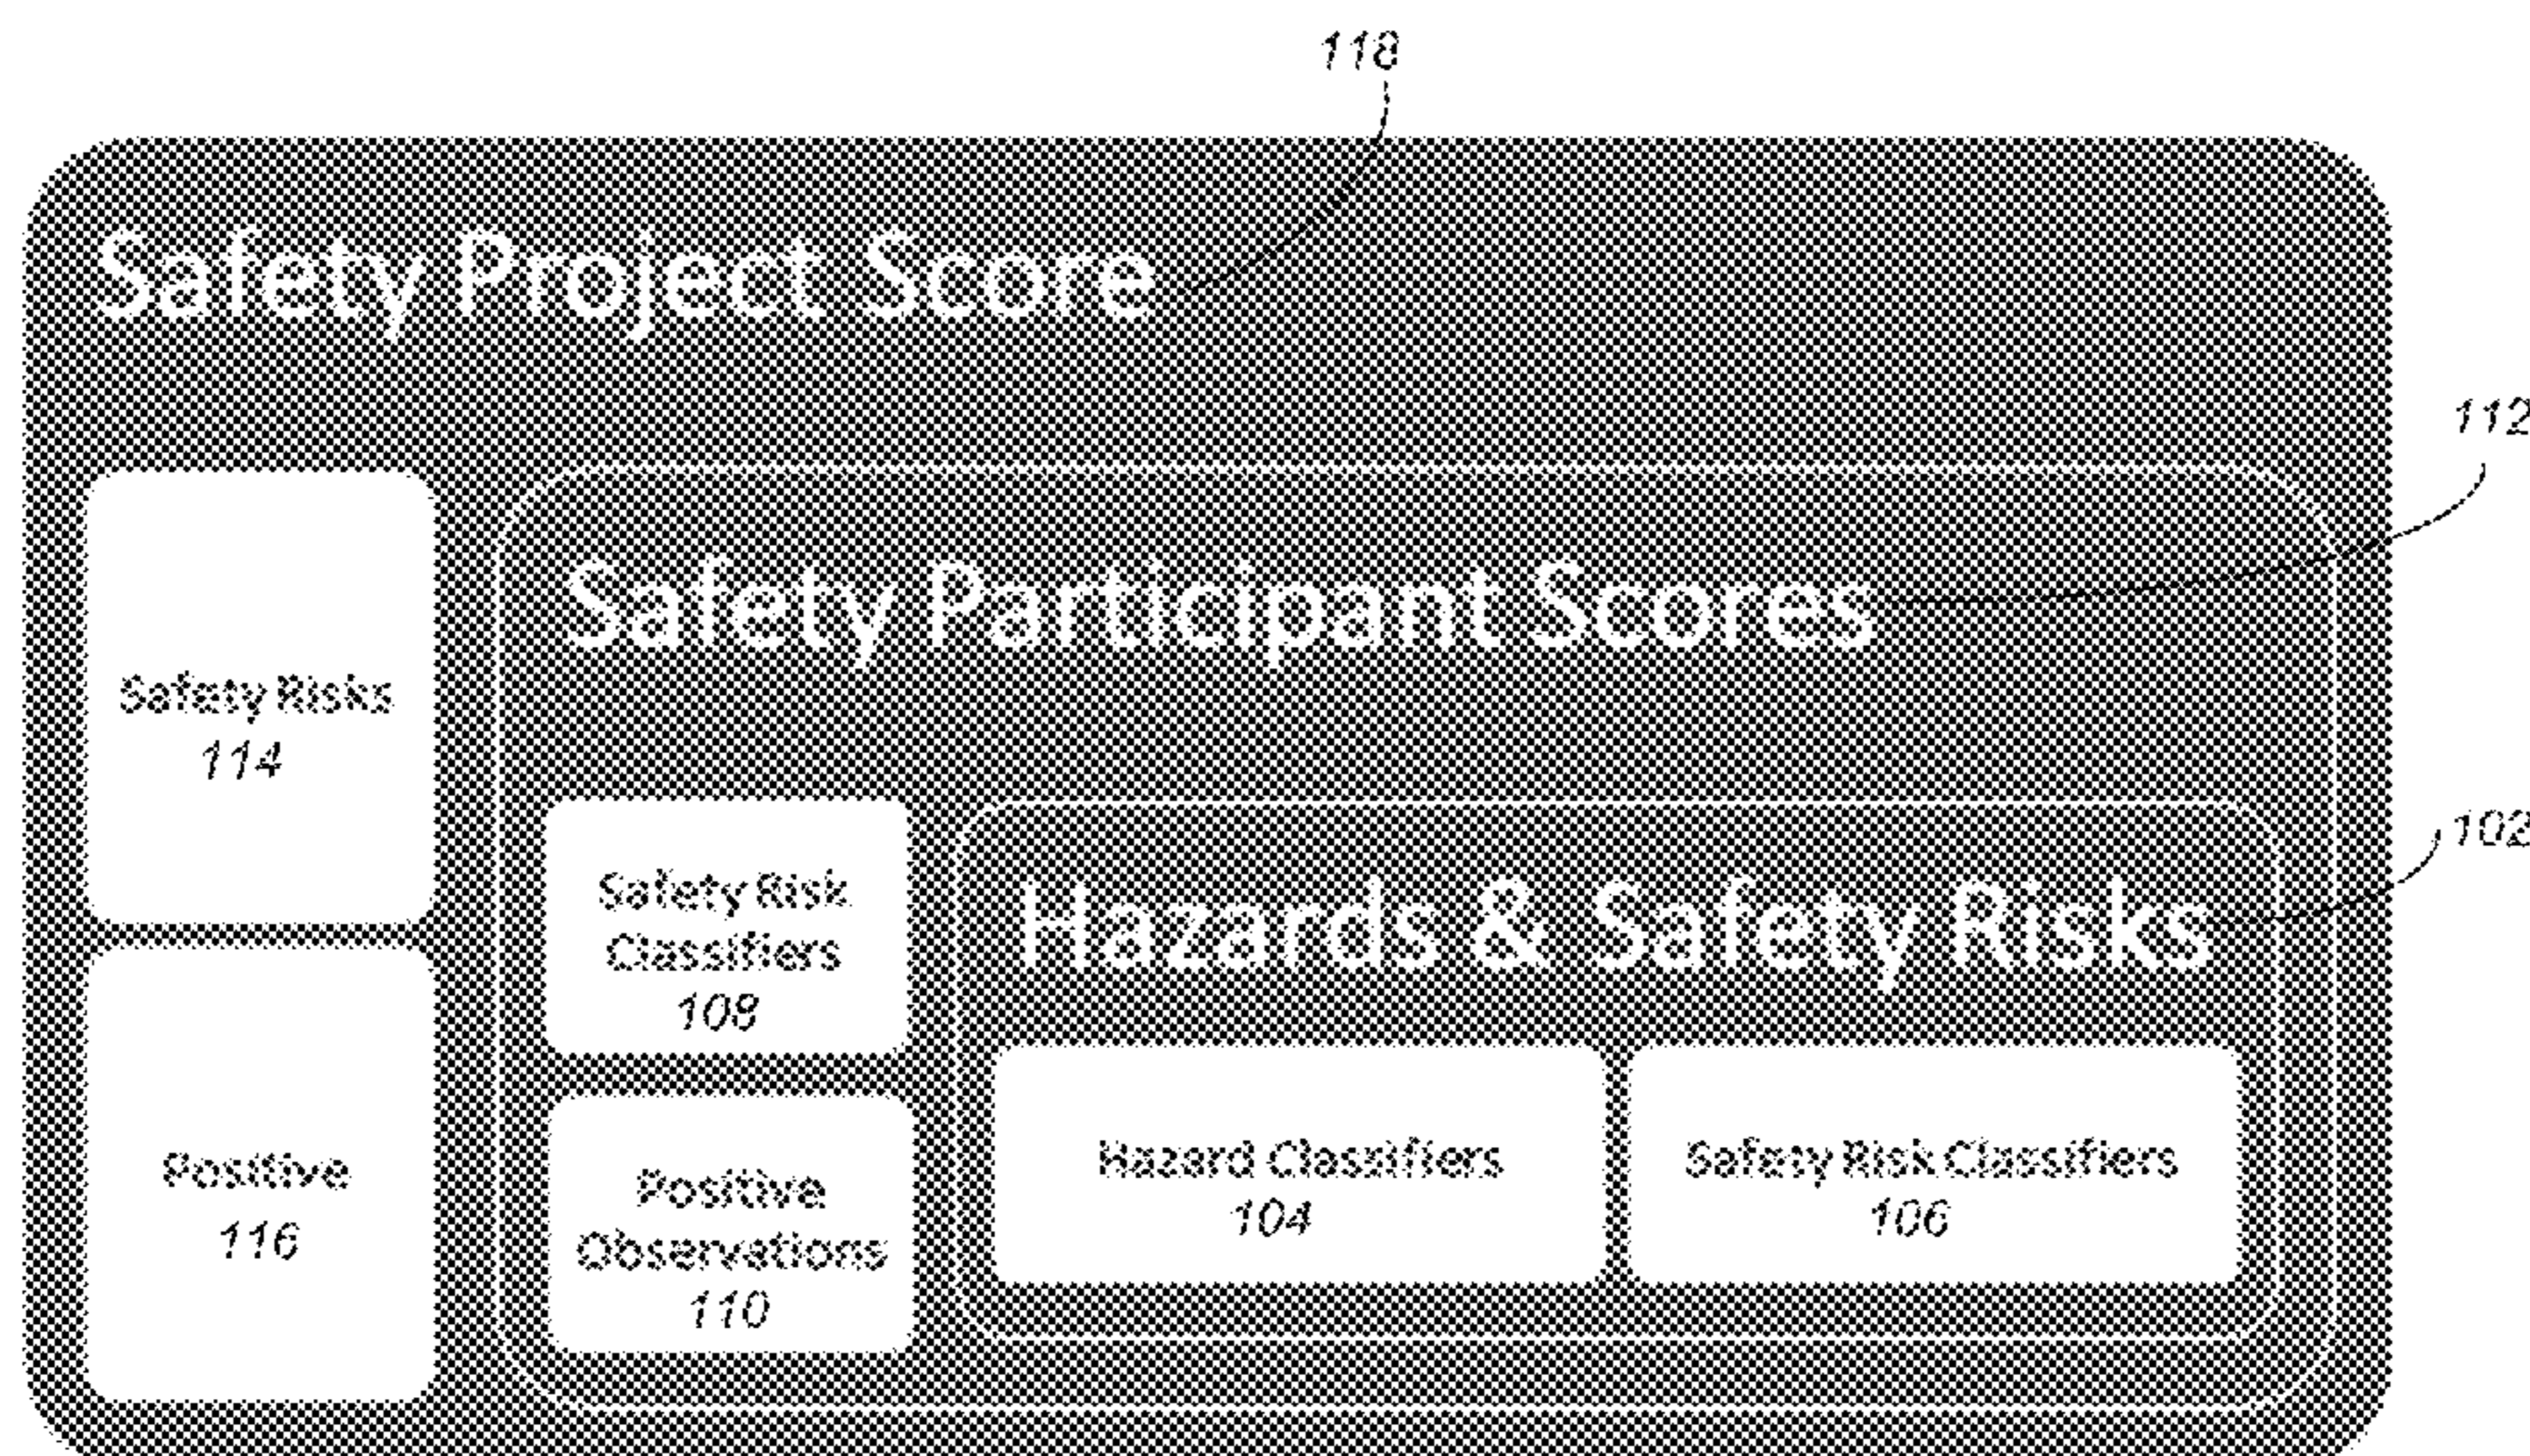 118
Safety Project Score
112
Safety Participant Scores
Safety Risks
114
102
Hazards & Safety Risks
Safety Risk
Classifiers
108
Positive
116
Positive
Observations
110
Hazard Classifiers
104
Safety Risk Classifiers
106